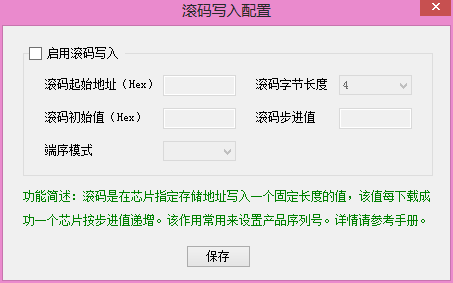 滚码写入配置
启用滚码写入
滚码起始地址（Hex） 滚码字节长度 4
滚码初始值（Hex） 滚码步进值
端序模式
功能简述：滚码是在芯片指定存储地址写入一个固定长度的值，该值每下载成
功一个芯片按步进值递增。该作用常用来设置产品序列号。详情请参考手册。
保存